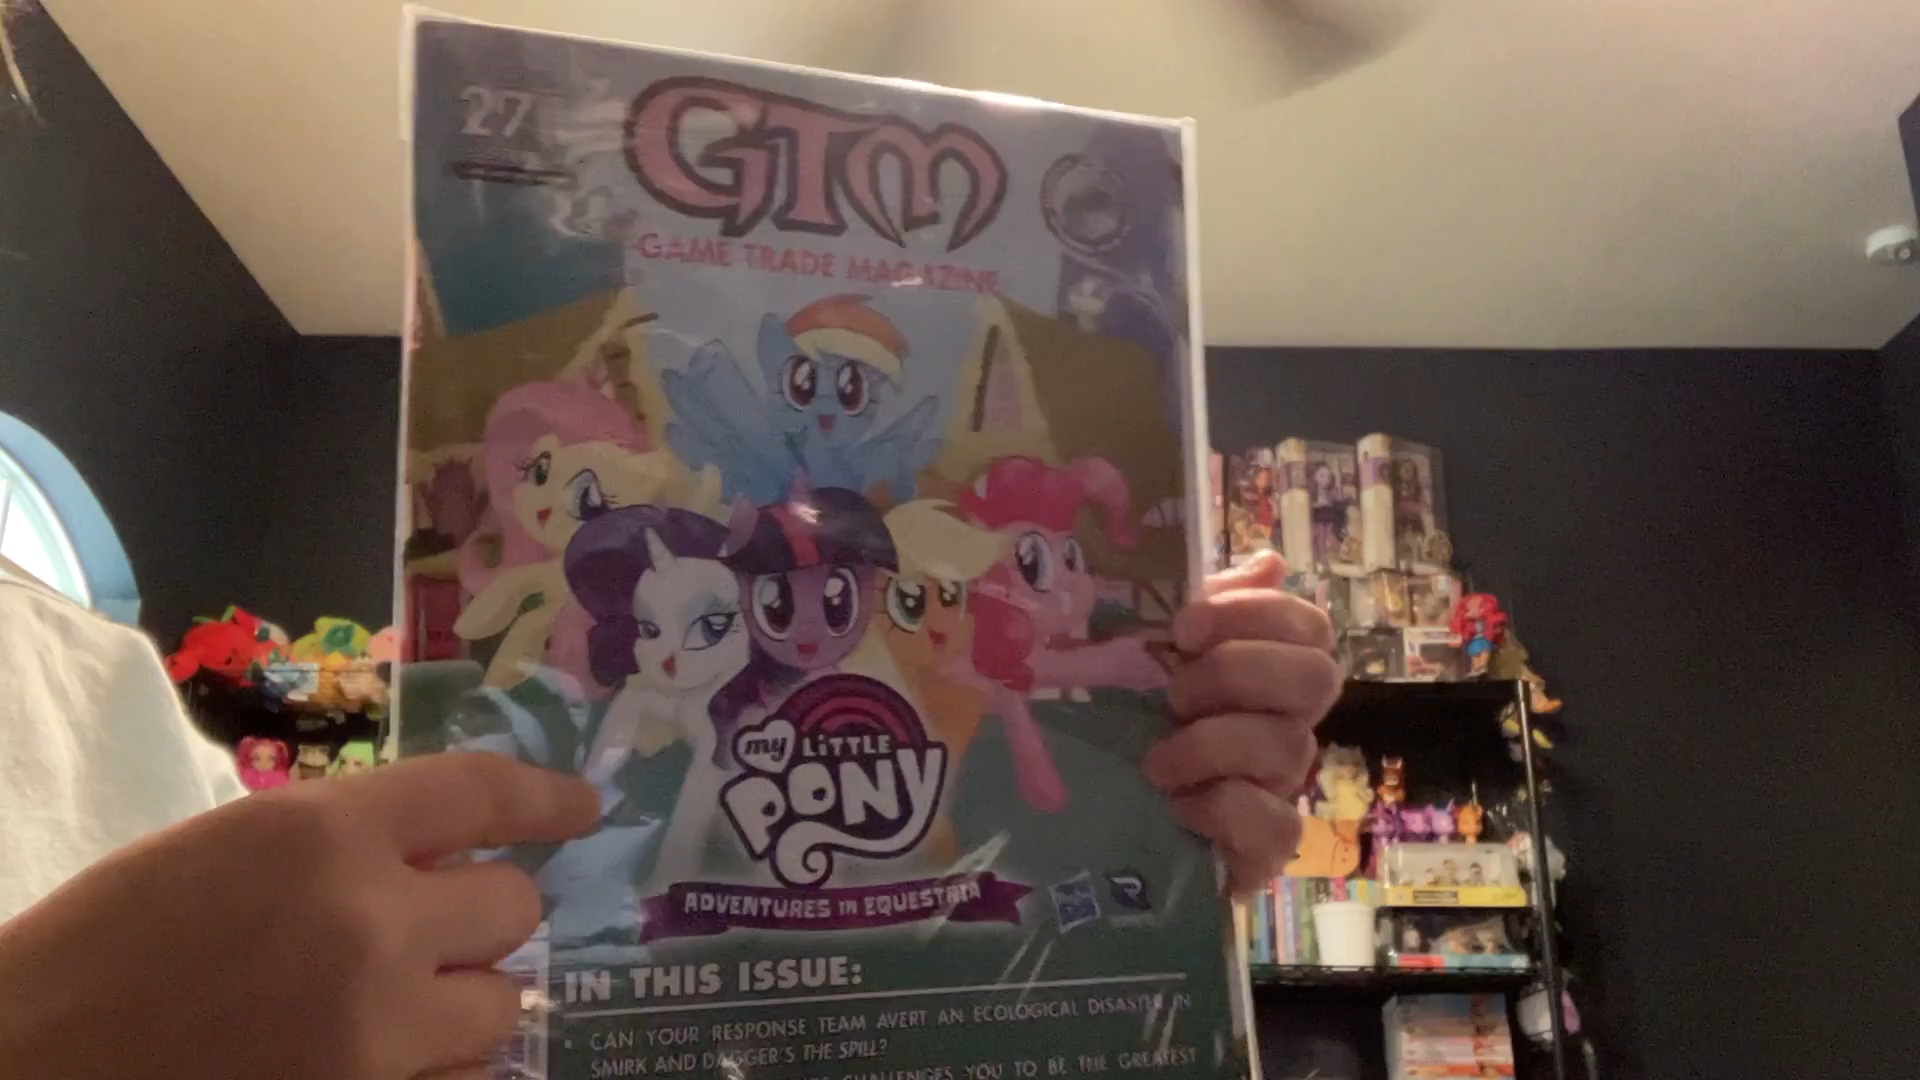 27
GTM
GAME TRADE MAGAZINE
my LiTTLE
PONY
ADVENTURES in EQUESTRIA
IN THIS ISSUE:
• CAN YOUR RESPONSE TEAM AVERT AN ECOLOGICAL DISASTER IN
SMIRK AND DAGGER'S THE SPILL?
CHALLENGES YOU TO BE THE GREATEST